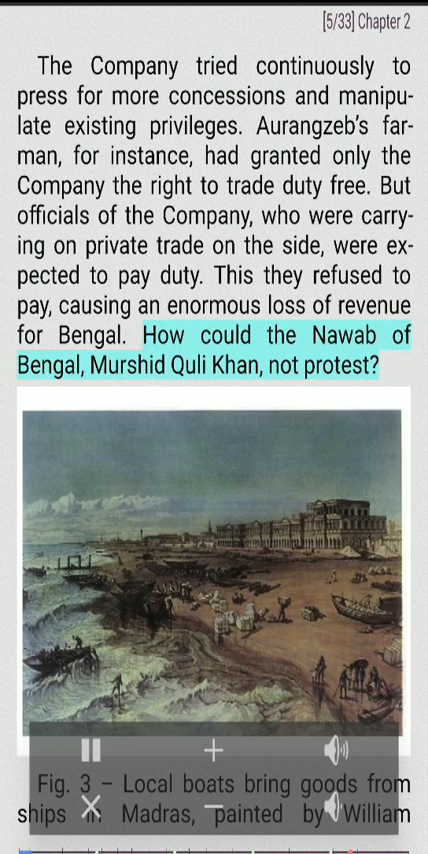 [5/33] Chapter 2
The Company tried continuously to
press for more concessions and manipu-
late existing privileges. Aurangzeb's far-
man, for instance, had granted only the
Company the right to trade duty free. But
officials of the Company, who were carry-
ing on private trade on the side, were ex-
pected to pay duty. This they refused to
pay, causing an enormous loss of revenue
for Bengal. How could the Nawab of
Bengal, Murshid Quli Khan, not protest?
Fig. 3 – Local boats bring goods from
ships in Madras, painted by William